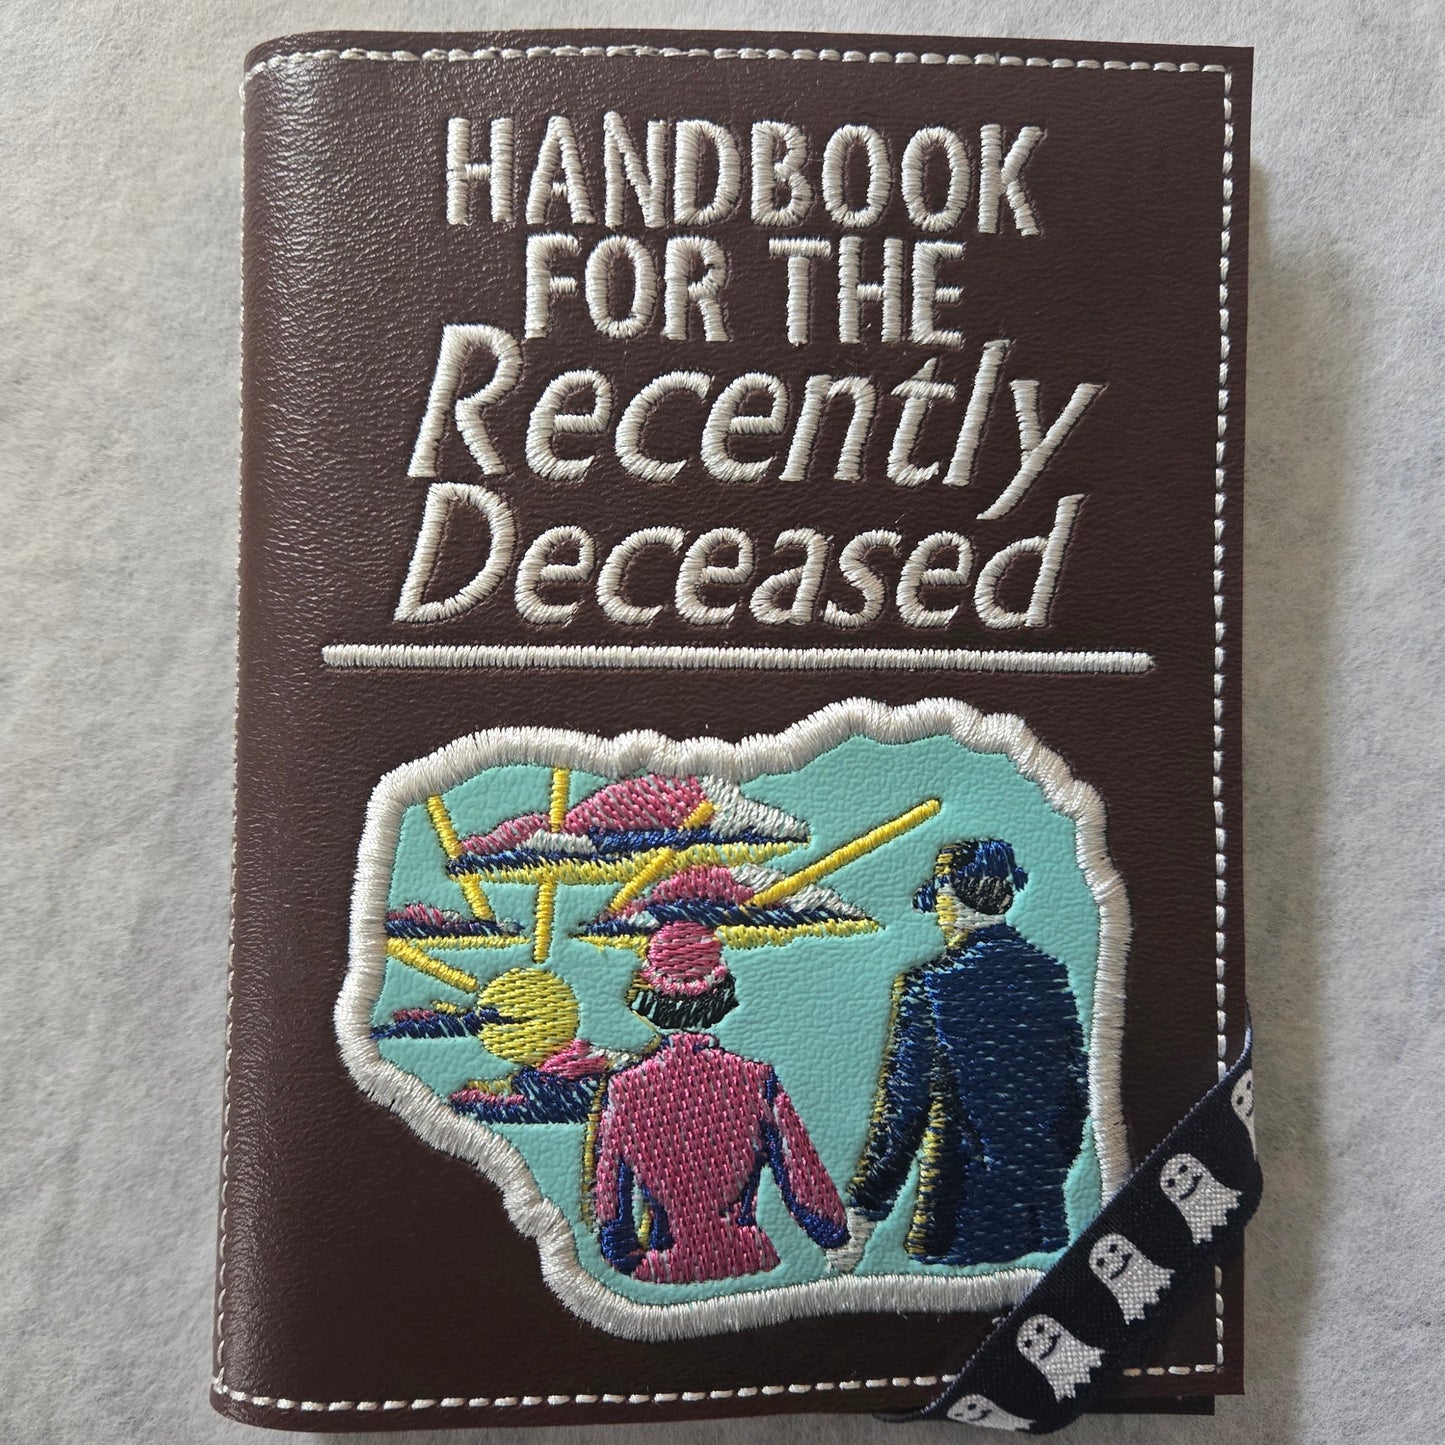 HANDBOOK
FOR THE
Recently
Deceased